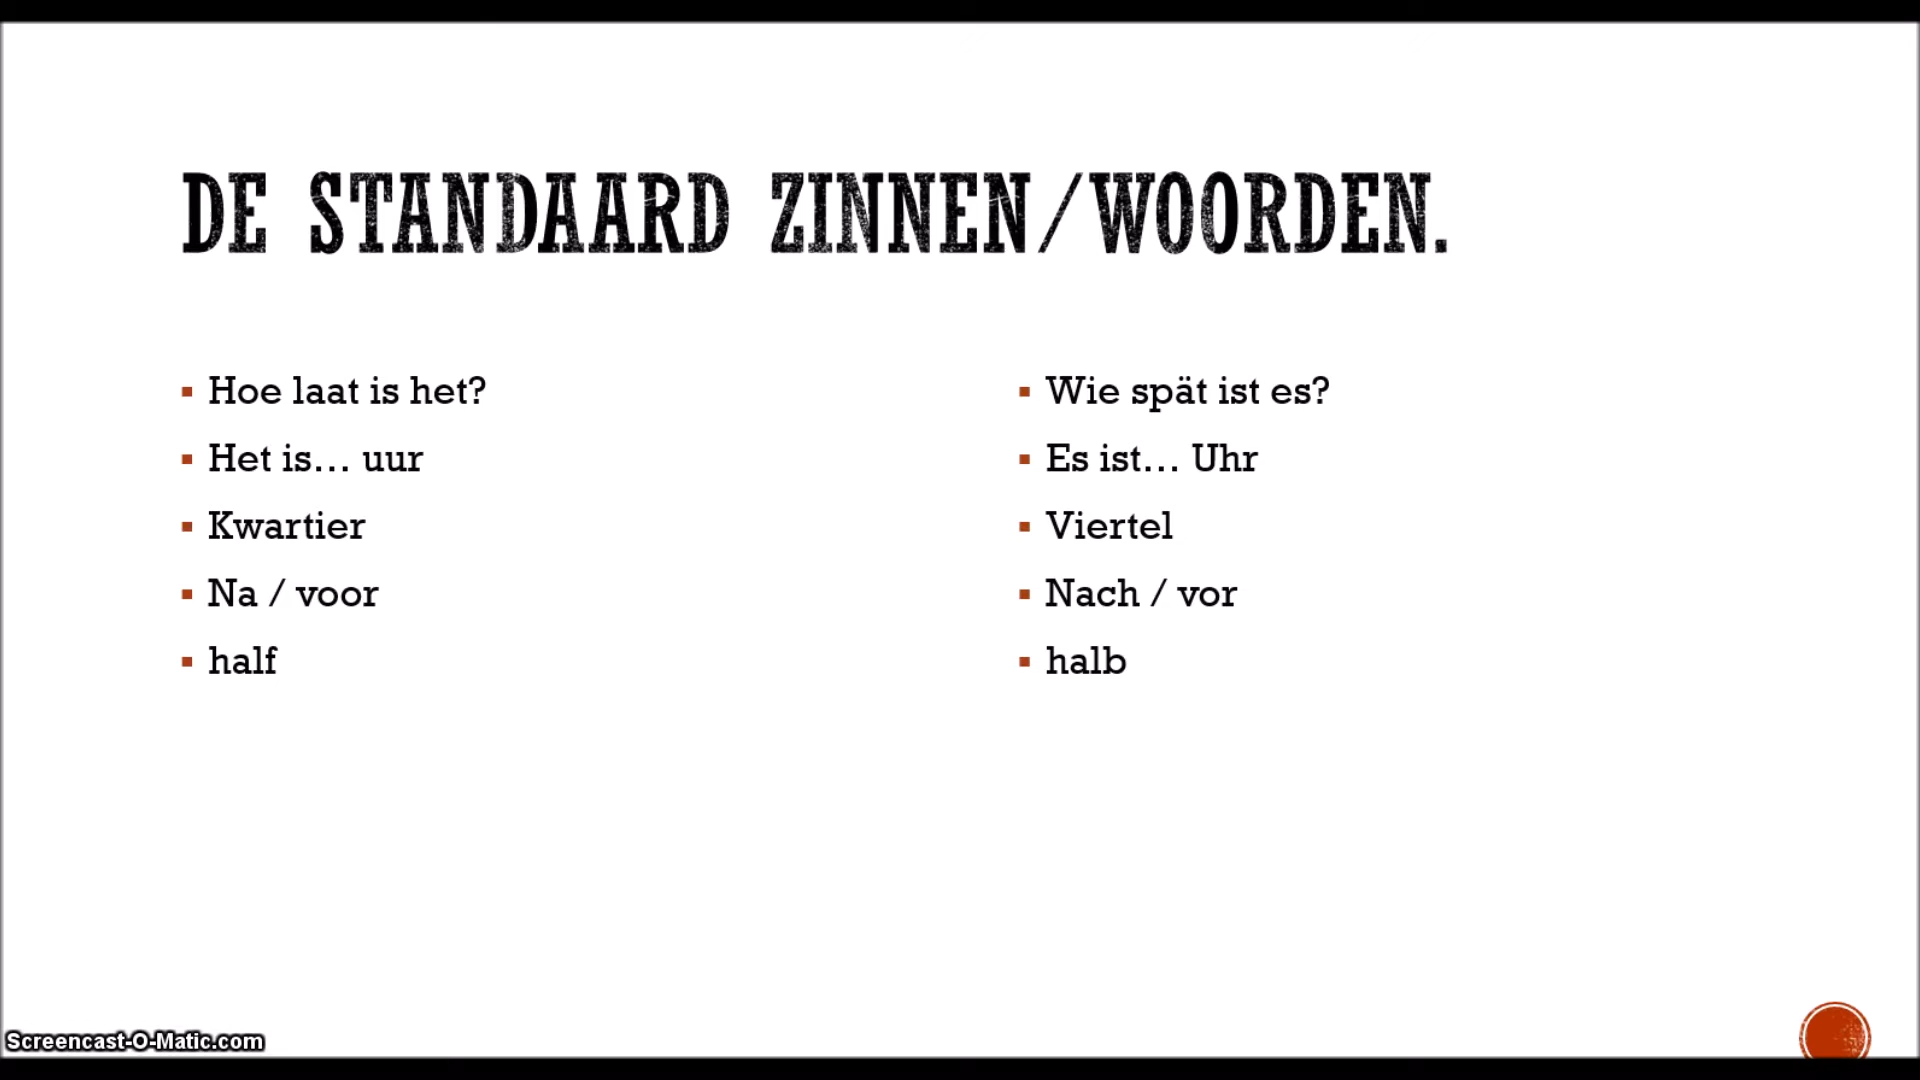 DE STANDAARD ZINNEN/WOORDEN.
Hoe laat is het?
Het is... uur
Kwartier
Na / voor
half
Wie spät ist es?
Es ist... Uhr
Viertel
Nach / vor
halb
Screencast-O-Matic.com